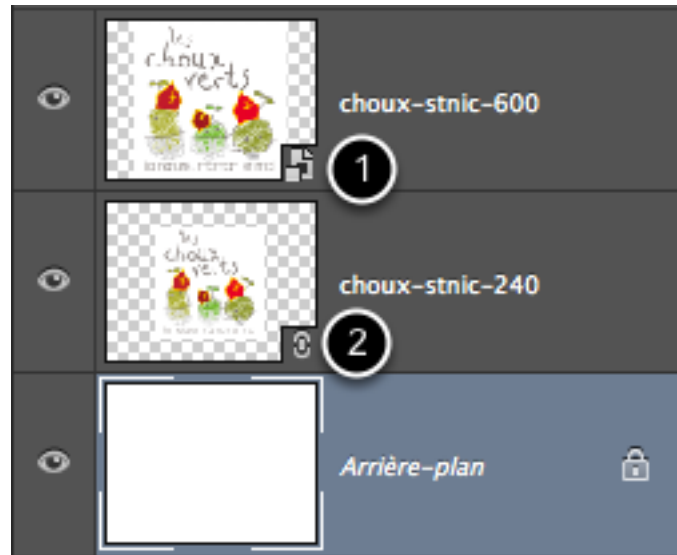 les
choux
verts
choux-stnic-600
1
les
choux
verts
choux-stnic-240
2
Arrière-plan